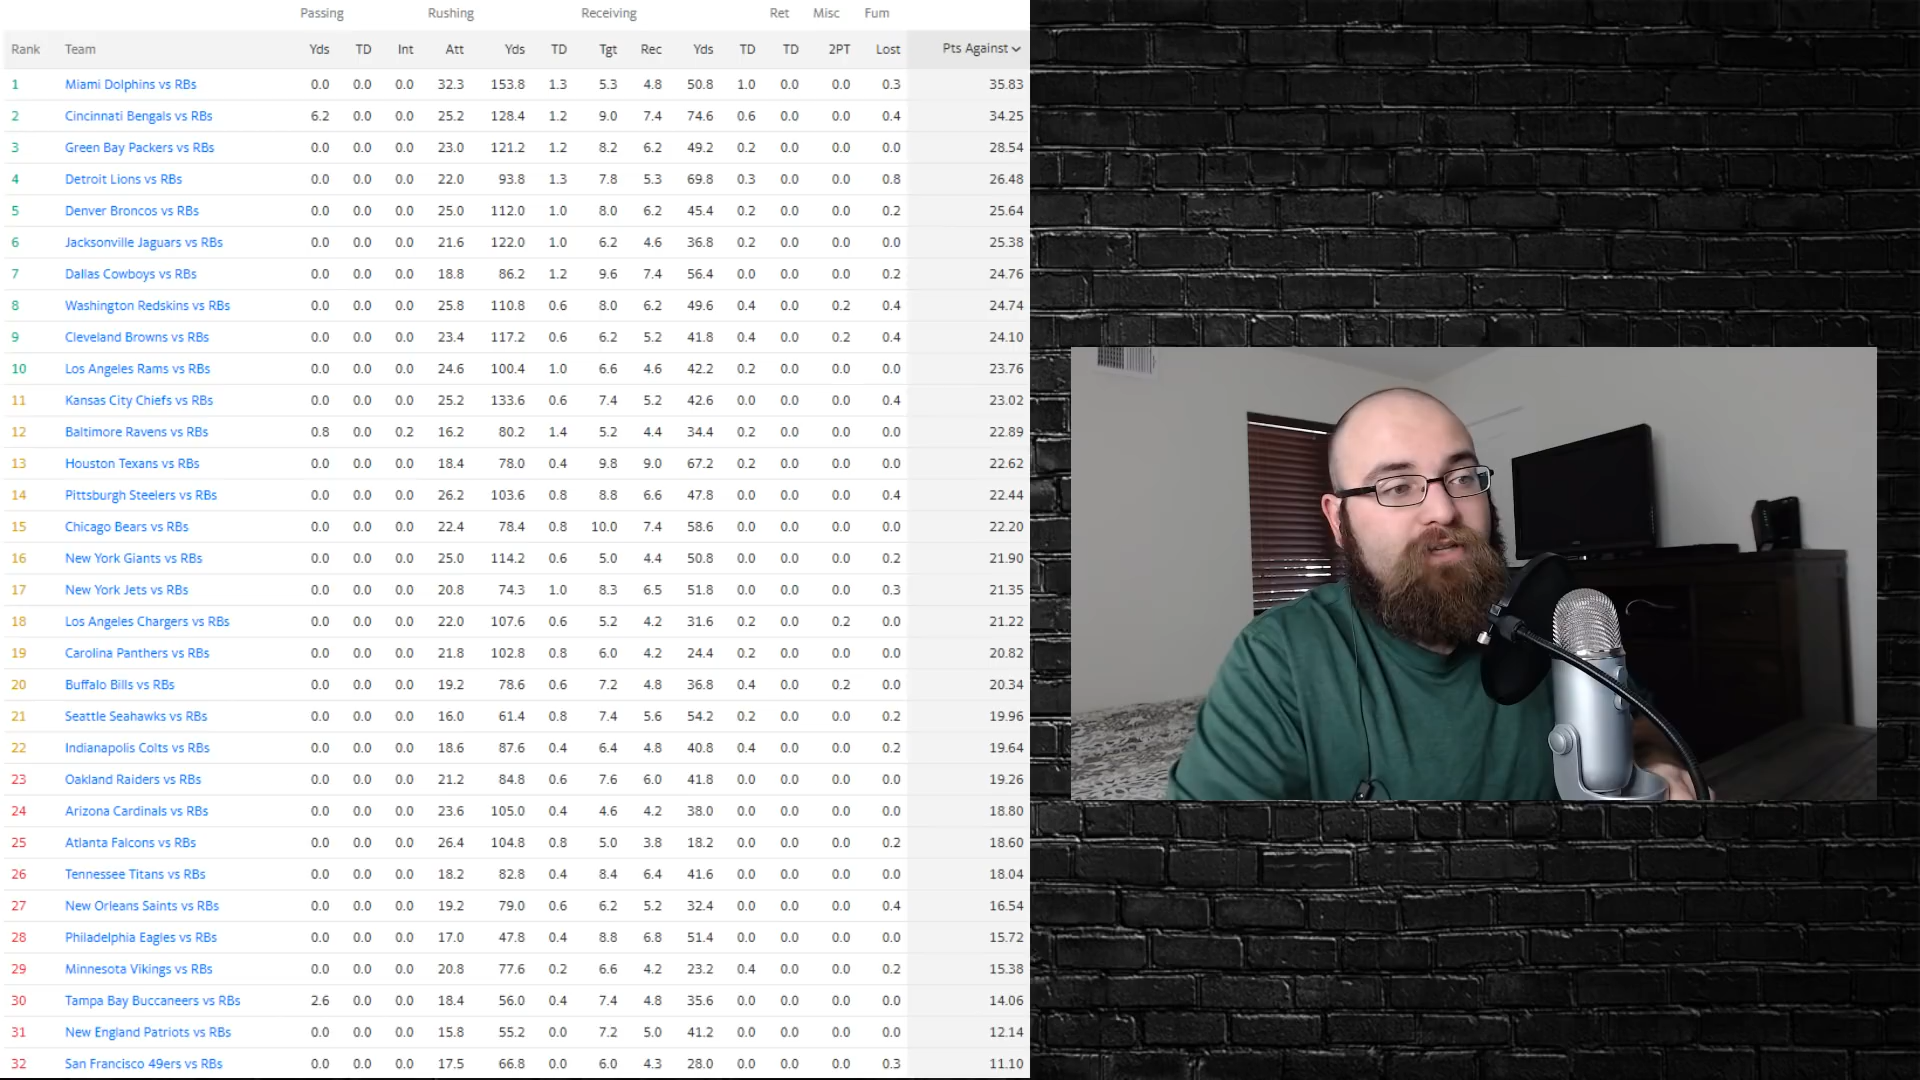 Passing Rushing Receiving Ret Misc Fum
Rank Team Yds TD Int Att Yds TD Tgt Rec Yds TD TD 2PT Lost Pts Against
1 Miami Dolphins vs RBs 0.0 0.0 0.0 32.3 153.8 1.3 5.3 4.8 50.8 1.0 0.0 0.0 0.3 35.83
2 Cincinnati Bengals vs RBs 6.2 0.0 0.0 25.2 128.4 1.2 9.0 7.4 74.6 0.6 0.0 0.0 0.4 34.25
3 Green Bay Packers vs RBs 0.0 0.0 0.0 23.0 121.2 1.2 8.2 6.2 49.2 0.2 0.0 0.0 0.0 28.54
4 Detroit Lions vs RBs 0.0 0.0 0.0 22.0 93.8 1.3 7.8 5.3 69.8 0.3 0.0 0.0 0.8 26.48
5 Denver Broncos vs RBs 0.0 0.0 0.0 25.0 112.0 1.0 8.0 6.2 45.4 0.2 0.0 0.0 0.2 25.64
6 Jacksonville Jaguars vs RBs 0.0 0.0 0.0 21.6 122.0 1.0 6.2 4.6 36.8 0.2 0.0 0.0 0.0 25.38
7 Dallas Cowboys vs RBs 0.0 0.0 0.0 18.8 86.2 1.2 9.6 7.4 56.4 0.0 0.0 0.0 0.2 24.76
8 Washington Redskins vs RBs 0.0 0.0 0.0 25.8 110.8 0.6 8.0 6.2 49.6 0.4 0.0 0.2 0.4 24.74
9 Cleveland Browns vs RBs 0.0 0.0 0.0 23.4 117.2 0.6 6.2 5.2 41.8 0.4 0.0 0.2 0.4 24.10
10 Los Angeles Rams vs RBs 0.0 0.0 0.0 24.6 100.4 1.0 6.6 4.6 42.2 0.2 0.0 0.0 0.0 23.76
11 Kansas City Chiefs vs RBs 0.0 0.0 0.0 25.2 133.6 0.6 7.4 5.2 42.6 0.0 0.0 0.0 0.4 23.02
12 Baltimore Ravens vs RBs 0.8 0.0 0.2 16.2 80.2 1.4 5.2 4.4 34.4 0.2 0.0 0.0 0.0 22.89
13 Houston Texans vs RBs 0.0 0.0 0.0 18.4 78.0 0.4 9.8 9.0 67.2 0.2 0.0 0.0 0.0 22.62
14 Pittsburgh Steelers vs RBs 0.0 0.0 0.0 26.2 103.6 0.8 8.8 6.6 47.8 0.0 0.0 0.0 0.4 22.44
15 Chicago Bears vs RBs 0.0 0.0 0.0 22.4 78.4 0.8 10.0 7.4 58.6 0.0 0.0 0.0 0.0 22.20
16 New York Giants vs RBs 0.0 0.0 0.0 25.0 114.2 0.6 5.0 4.4 50.8 0.0 0.0 0.0 0.2 21.90
17 New York Jets vs RBs 0.0 0.0 0.0 20.8 74.3 1.0 8.3 6.5 51.8 0.0 0.0 0.0 0.3 21.35
18 Los Angeles Chargers vs RBs 0.0 0.0 0.0 22.0 107.6 0.6 5.2 4.2 31.6 0.2 0.0 0.2 0.0 21.22
19 Carolina Panthers vs RBs 0.0 0.0 0.0 21.8 102.8 0.8 6.0 4.2 24.4 0.2 0.0 0.0 0.0 20.82
20 Buffalo Bills vs RBs 0.0 0.0 0.0 19.2 78.6 0.6 7.2 4.8 36.8 0.4 0.0 0.2 0.0 20.34
21 Seattle Seahawks vs RBs 0.0 0.0 0.0 16.0 61.4 0.8 7.4 5.6 54.2 0.2 0.0 0.0 0.2 19.96
22 Indianapolis Colts vs RBs 0.0 0.0 0.0 18.6 87.6 0.4 6.4 4.8 40.8 0.4 0.0 0.0 0.2 19.64
23 Oakland Raiders vs RBs 0.0 0.0 0.0 21.2 84.8 0.6 7.6 6.0 41.8 0.0 0.0 0.0 0.0 19.26
24 Arizona Cardinals vs RBs 0.0 0.0 0.0 23.6 105.0 0.4 4.6 4.2 38.0 0.0 0.0 0.0 0.0 18.80
25 Atlanta Falcons vs RBs 0.0 0.0 0.0 26.4 104.8 0.8 5.0 3.8 18.2 0.0 0.0 0.0 0.2 18.60
26 Tennessee Titans vs RBs 0.0 0.0 0.0 18.2 82.8 0.4 8.4 6.4 41.6 0.0 0.0 0.0 0.0 18.04
27 New Orleans Saints vs RBs 0.0 0.0 0.0 19.2 79.0 0.6 6.2 5.2 32.4 0.0 0.0 0.0 0.4 16.54
28 Philadelphia Eagles vs RBs 0.0 0.0 0.0 17.0 47.8 0.4 8.8 6.8 51.4 0.0 0.0 0.0 0.0 15.72
29 Minnesota Vikings vs RBs 0.0 0.0 0.0 20.8 77.6 0.2 6.6 4.2 23.2 0.4 0.0 0.0 0.2 15.38
30 Tampa Bay Buccaneers vs RBs 2.6 0.0 0.0 18.4 56.0 0.4 7.4 4.8 35.6 0.0 0.0 0.0 0.0 14.06
31 New England Patriots vs RBs 0.0 0.0 0.0 15.8 55.2 0.0 7.2 5.0 41.2 0.0 0.0 0.0 0.0 12.14
32 San Francisco 49ers vs RBs 0.0 0.0 0.0 17.5 66.8 0.0 6.0 4.3 28.0 0.0 0.0 0.0 0.3 11.10